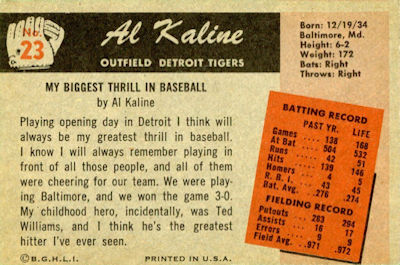 No.
23
Al Kaline
OUTFIELD DETROIT TIGERS
Born: 12/19/34
Baltimore, Md.
Height: 6-2
Weight: 172
Bats: Right
Throws: Right
MY BIGGEST THRILL IN BASEBALL
by Al Kaline
Playing opening day in Detroit I think will
always be my greatest thrill in baseball.
I know I will always remember playing in
front of all those people, and all of them
were cheering for our team. We were play-
ing Baltimore, and we won the game 3-0.
My childhood hero, incidentally, was Ted
Williams, and I think he's the greatest
hitter I've ever seen.
©B.G.H.L.I. PRINTED IN U.S.A.
BATTING RECORD
PAST YR. LIFE
Games 138 168
At Bat 504 532
Runs 42 51
Hits 139 146
Homers 4 5
R. B. I. 43 45
Bat. Av. .276 .274
FIELDING RECORD
Putouts 283 294
Assists 16 17
Errors 9 9
Field Avg. .971 .972